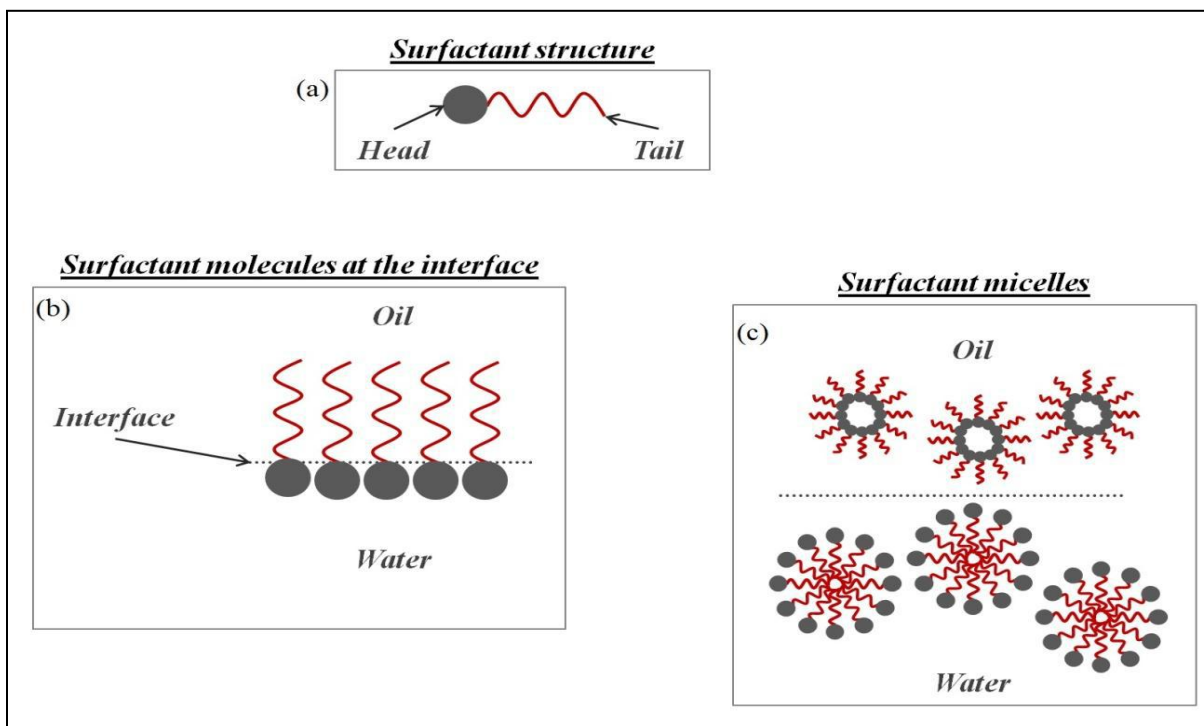 Surfactant structure
(a)
Head
Tail
Surfactant molecules at the interface
(b)
Oil
Interface
Water
Surfactant micelles
(c)
Oil
Water